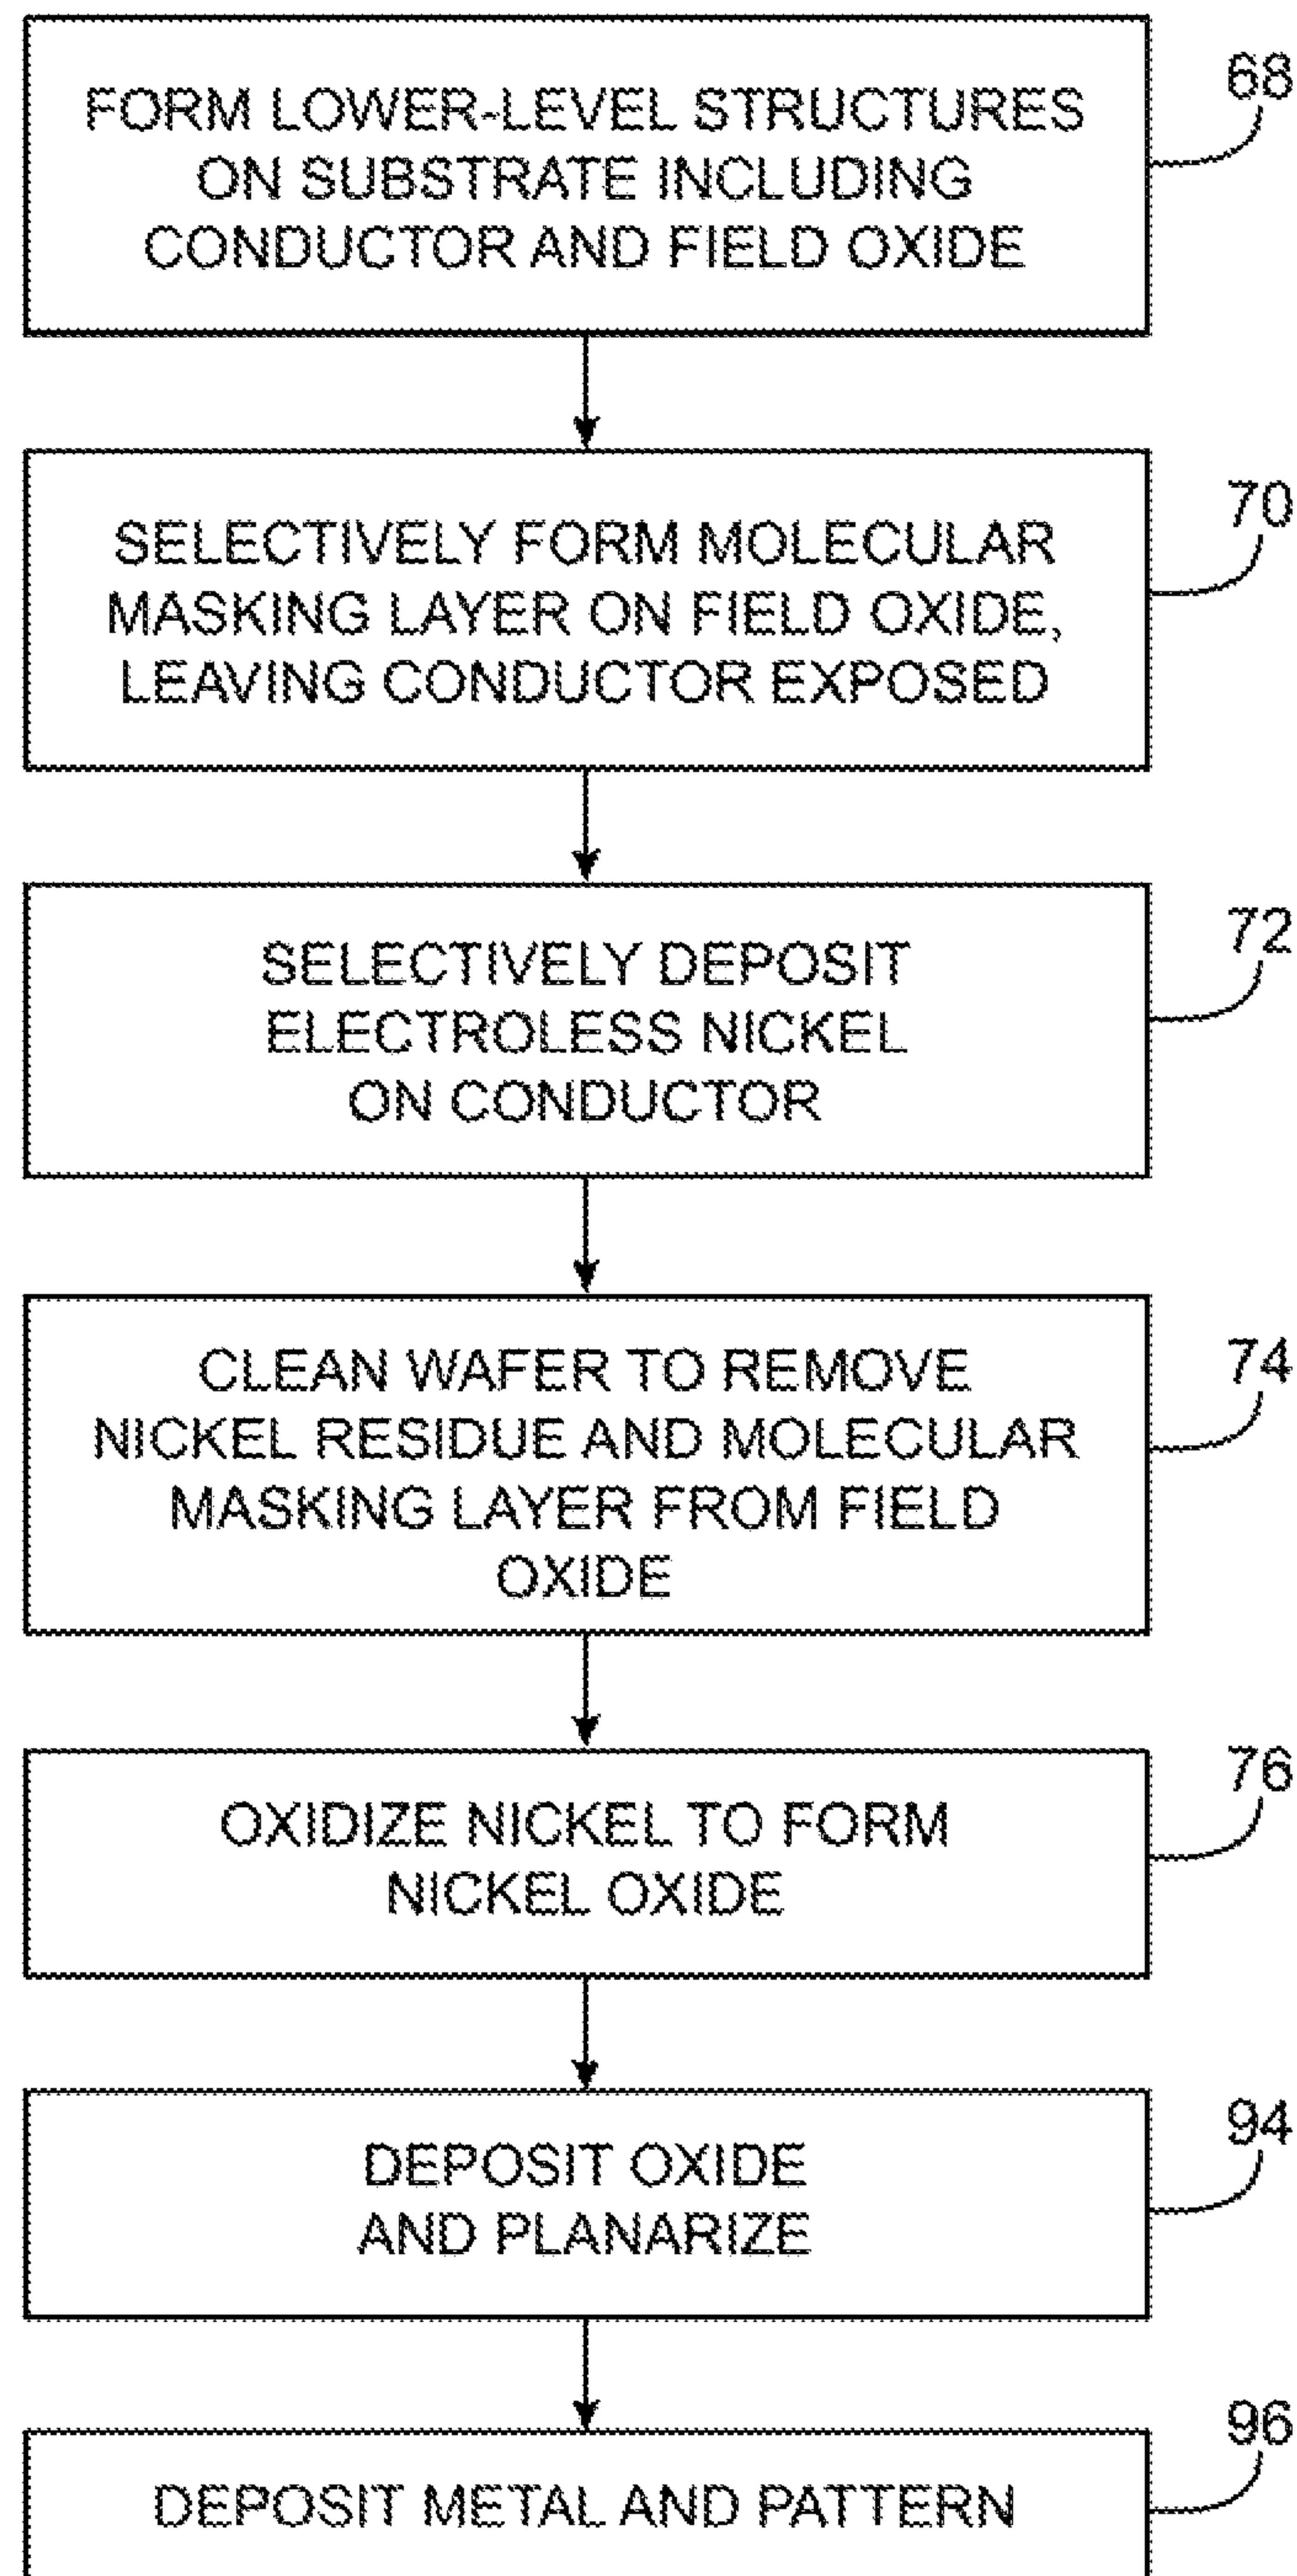 FORM LOWER-LEVEL STRUCTURES
ON SUBSTRATE INCLUDING
CONDUCTOR AND FIELD OXIDE
68
SELECTIVELY FORM MOLECULAR
MASKING LAYER ON FIELD OXIDE,
LEAVING CONDUCTOR EXPOSED
70
SELECTIVELY DEPOSIT
ELECTROLESS NICKEL
ON CONDUCTOR
72
CLEAN WAFER TO REMOVE
NICKEL RESIDUE AND MOLECULAR
MASKING LAYER FROM FIELD
OXIDE
74
OXIDIZE NICKEL TO FORM
NICKEL OXIDE
76
DEPOSIT OXIDE
AND PLANARIZE
94
DEPOSIT METAL AND PATTERN
96